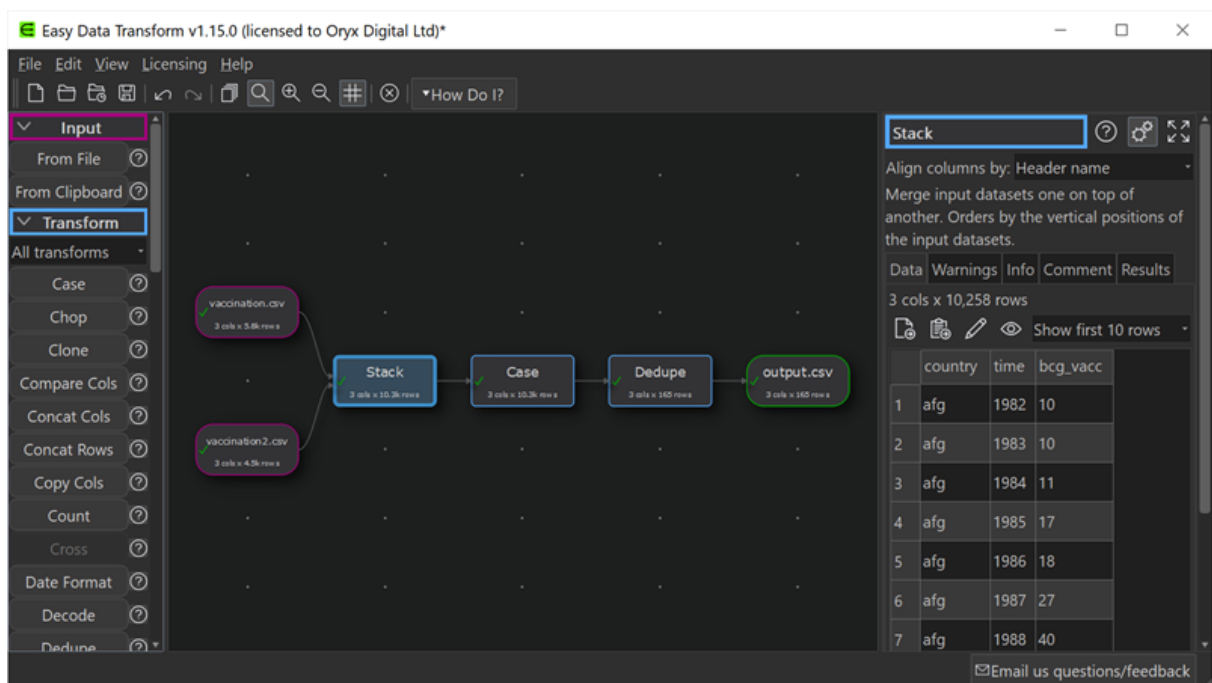 Easy Data Transform v1.15.0 (licensed to Oryx Digital Ltd)*
File Edit View Licensing Help
How Do I?
Input
From File
From Clipboard
Transform
All transforms
Case
Chop
Clone
Compare Cols
Concat Cols
Concat Rows
Copy Cols
Count
Cross
Date Format
Decode
Dedupe
vaccination.csv
3 cols x 5.8k rows
vaccination2.csv
3 cols x 4.5k rows
Stack
3 cols x 10.3k rows
Case
3 cols x 10.3k rows
Dedupe
3 cols x 165 rows
output.csv
3 cols x 165 rows
Stack
Align columns by: Header name
Merge input datasets one on top of
another. Orders by the vertical positions of
the input datasets.
Data Warnings Info Comment Results
3 cols x 10,258 rows
Show first 10 rows
country time bcg_vacc
1 afg 1982 10
2 afg 1983 10
3 afg 1984 11
4 afg 1985 17
5 afg 1986 18
6 afg 1987 27
7 afg 1988 40
Email us questions/feedback